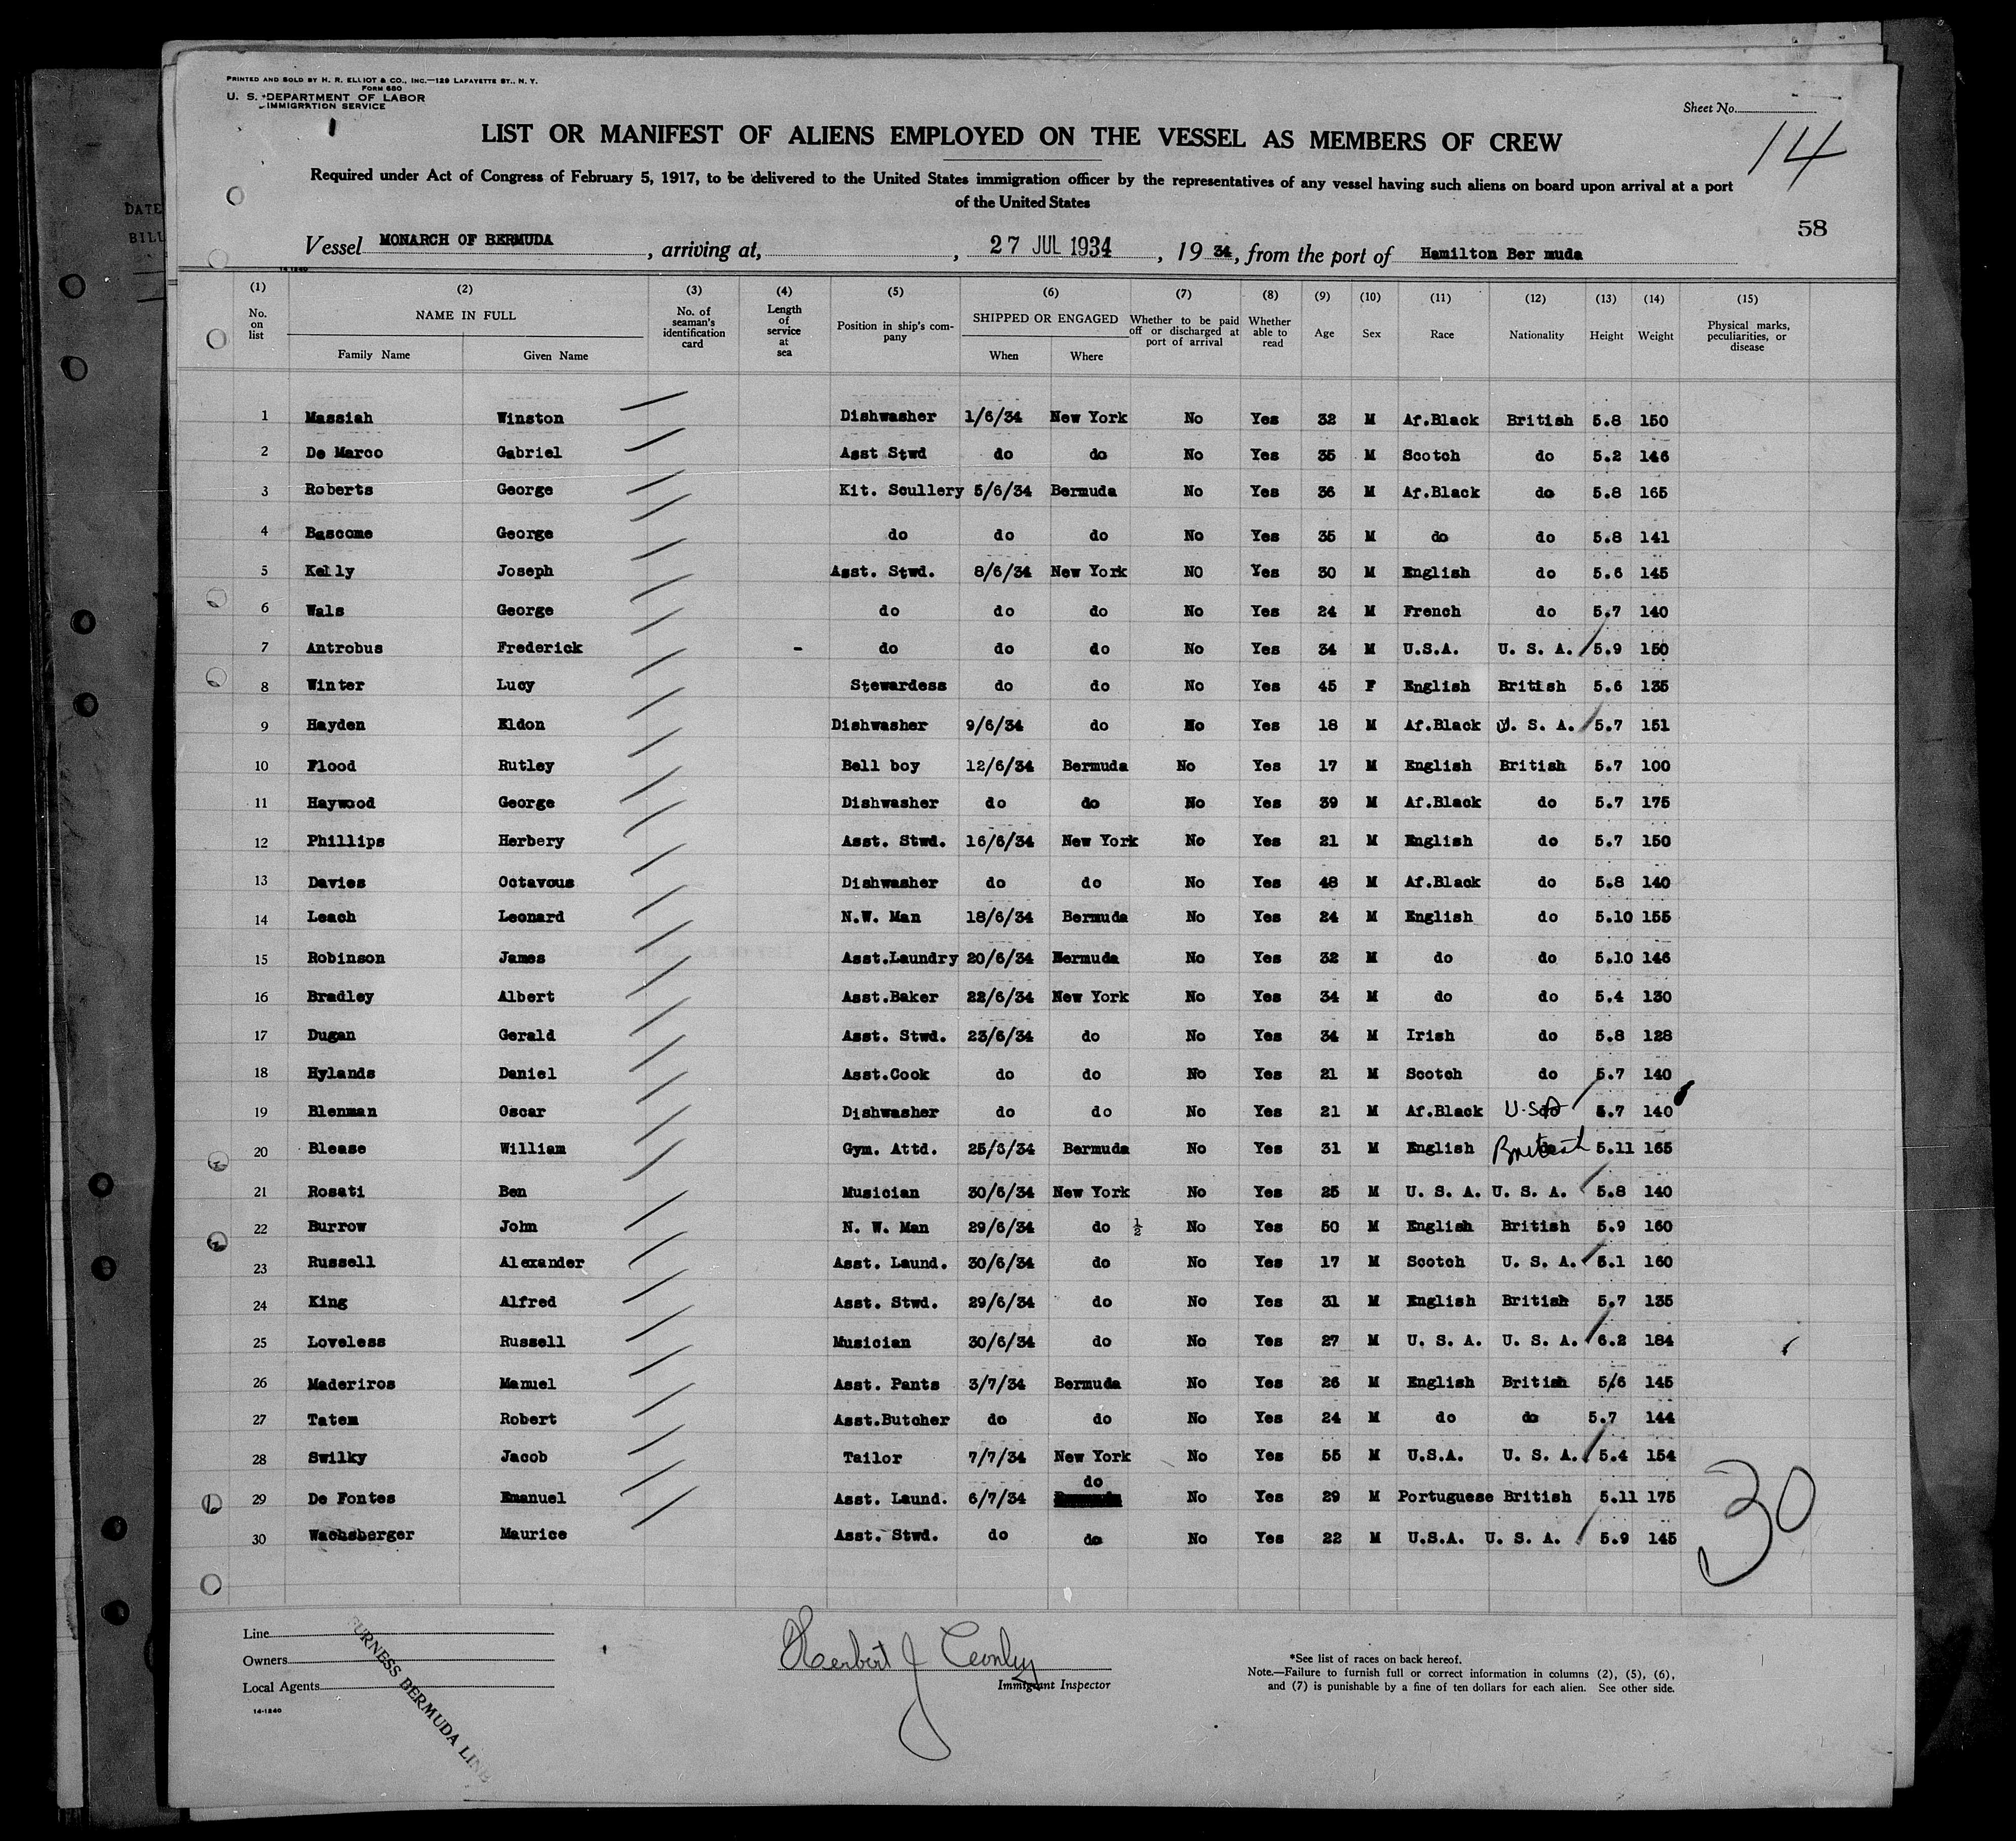 PRINTED AND SOLD BY H. R. ELLIOT & CO., INC.—129 LAFAYETTE ST., N. Y.
FORM 680
U. S. DEPARTMENT OF LABOR
IMMIGRATION SERVICE
Sheet No.
14
LIST OR MANIFEST OF ALIENS EMPLOYED ON THE VESSEL AS MEMBERS OF CREW
Required under Act of Congress of February 5, 1917, to be delivered to the United States immigration officer by the representatives of any vessel having such aliens on board upon arrival at a port
of the United States
58
Vessel MONARCH OF BERMUDA, arriving at, , 27 JUL 1934, 19 34, from the port of Hamilton Ber muda
14-1240
(1) (2) (3) (4) (5) (6) (7) (8) (9) (10) (11) (12) (13) (14) (15)
No. on list NAME IN FULL Family Name Given Name No. of seaman's identification card Length of service at sea Position in ship's company SHIPPED OR ENGAGED When Where Whether to be paid off or discharged at port of arrival Whether able to read Age Sex Race Nationality Height Weight Physical marks, peculiarities, or disease
1 Massiah Winston Dishwasher 1/6/34 New York No Yes 32 M Af.Black British 5.8 150
2 De Marco Gabriel Asst Stwd do do No Yes 35 M Scotch do 5.2 146
3 Roberts George Kit. Scullery 5/6/34 Bermuda No Yes 36 M Af.Black do 5.8 165
4 Bascome George do do do No Yes 35 M do do 5.8 141
5 Kelly Joseph Asst. Stwd. 8/6/34 New York NO Yes 30 M English do 5.6 145
6 Wals George do do do No Yes 24 M French do 5.7 140
7 Antrobus Frederick - do do do No Yes 34 M U.S.A. U. S. A. 5.9 150
8 Winter Lucy Stewardess do do No Yes 45 F English British 5.6 135
9 Hayden Eldon Dishwasher 9/6/34 do No Yes 18 M Af.Black U. S. A. 5.7 151
10 Flood Rutley Bell boy 12/6/34 Bermuda No Yes 17 M English British 5.7 100
11 Haywood George Dishwasher do do No Yes 39 M Af.Black do 5.7 175
12 Phillips Herbery Asst. Stwd. 16/6/34 New York No Yes 21 M English do 5.7 150
13 Davies Octavous Dishwasher do do No Yes 48 M Af.Black do 5.8 140
14 Leach Leonard N.W. Man 18/6/34 Bermuda No Yes 24 M English do 5.10 155
15 Robinson James Asst.Laundry 20/6/34 Bermuda No Yes 32 M do do 5.10 146
16 Bradley Albert Asst.Baker 22/6/34 New York No Yes 34 M do do 5.4 130
17 Dugan Gerald Asst. Stwd. 23/6/34 do No Yes 34 M Irish do 5.8 128
18 Hylands Daniel Asst.Cook do do No Yes 21 M Scotch do 5.7 140
19 Blenman Oscar Dishwasher do do No Yes 21 M Af.Black U.S.A 5.7 140
20 Blease William Gym. Attd. 25/6/34 Bermuda No Yes 31 M English British 5.11 165
21 Rosati Ben Musician 30/6/34 New York No Yes 25 M U. S. A. U. S. A. 5.8 140
22 Burrow John N. W. Man 29/6/34 do ½ No Yes 50 M English British 5.9 160
23 Russell Alexander Asst. Laund. 30/6/34 do No Yes 17 M Scotch U. S. A. 5.1 160
24 King Alfred Asst. Stwd. 29/6/34 do No Yes 31 M English British 5.7 135
25 Loveless Russell Musician 30/6/34 do No Yes 27 M U. S. A. U. S. A. 6.2 184
26 Maderiros Manuel Asst. Pants 3/7/34 Bermuda No Yes 26 M English British 5/6 145
27 Tatem Robert Asst.Butcher do do No Yes 24 M do do 5.7 144
28 Swilky Jacob Tailor 7/7/34 New York No Yes 55 M U.S.A. U. S. A. 5.4 154
29 De Fontes Emanuel Asst. Laund. 6/7/34 do No Yes 29 M Portuguese British 5.11 175
30 Wachsberger Maurice Asst. Stwd. do do No Yes 22 M U.S.A. U. S. A. 5.9 145
30
Line
Owners
Local Agents
14-1240
FURNESS BERMUDA LINE
Herbert J
Immigrant Inspector
*See list of races on back hereof.
Note.—Failure to furnish full or correct information in columns (2), (5), (6),
and (7) is punishable by a fine of ten dollars for each alien. See other side.
DATE
BILL